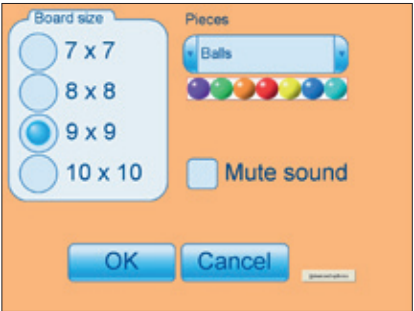 Board size
7 x 7
8 x 8
9 x 9
10 x 10
Pieces
Balls
Mute sound
OK
Cancel